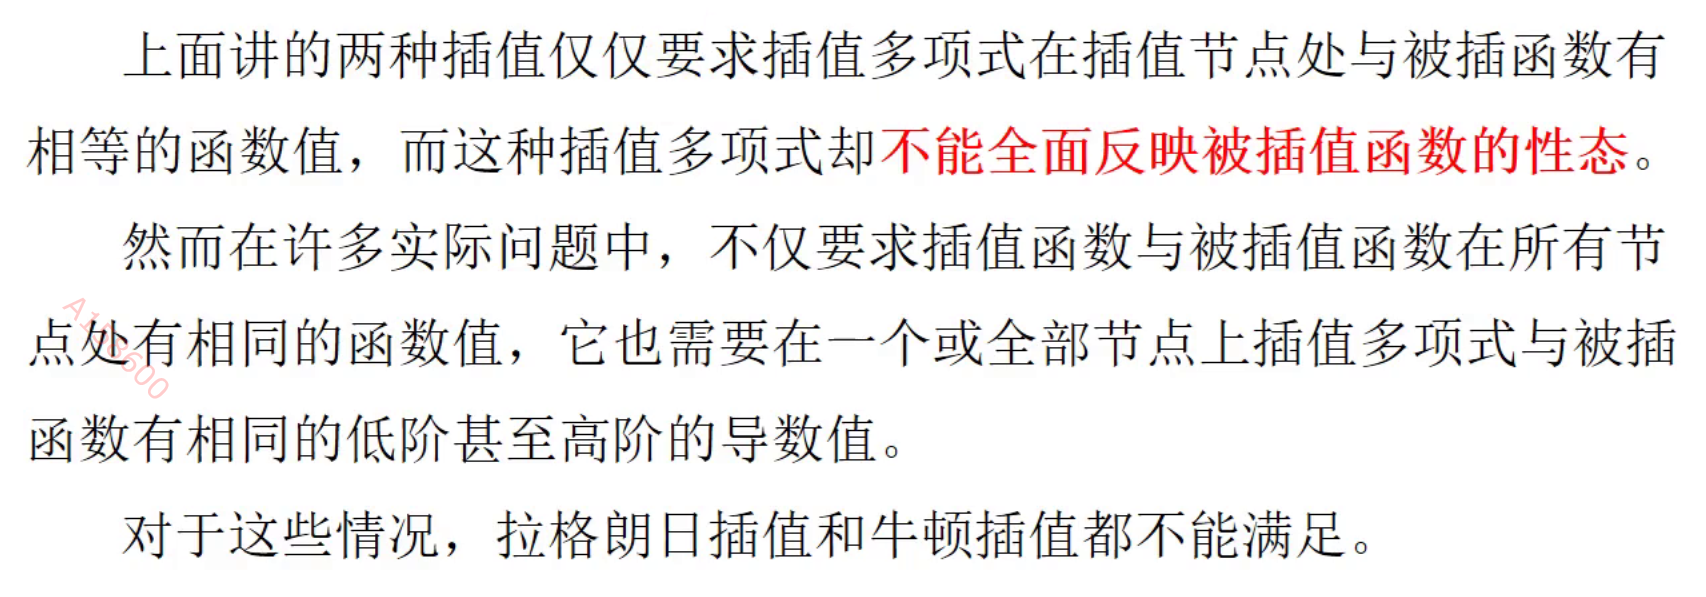 上面讲的两种插值仅仅要求插值多项式在插值节点处与被插函数有
相等的函数值，而这种插值多项式却不能全面反映被插值函数的性态。
然而在许多实际问题中，不仅要求插值函数与被插值函数在所有节
点处有相同的函数值，它也需要在一个或全部节点上插值多项式与被插
函数有相同的低阶甚至高阶的导数值。
对于这些情况，拉格朗日插值和牛顿插值都不能满足。